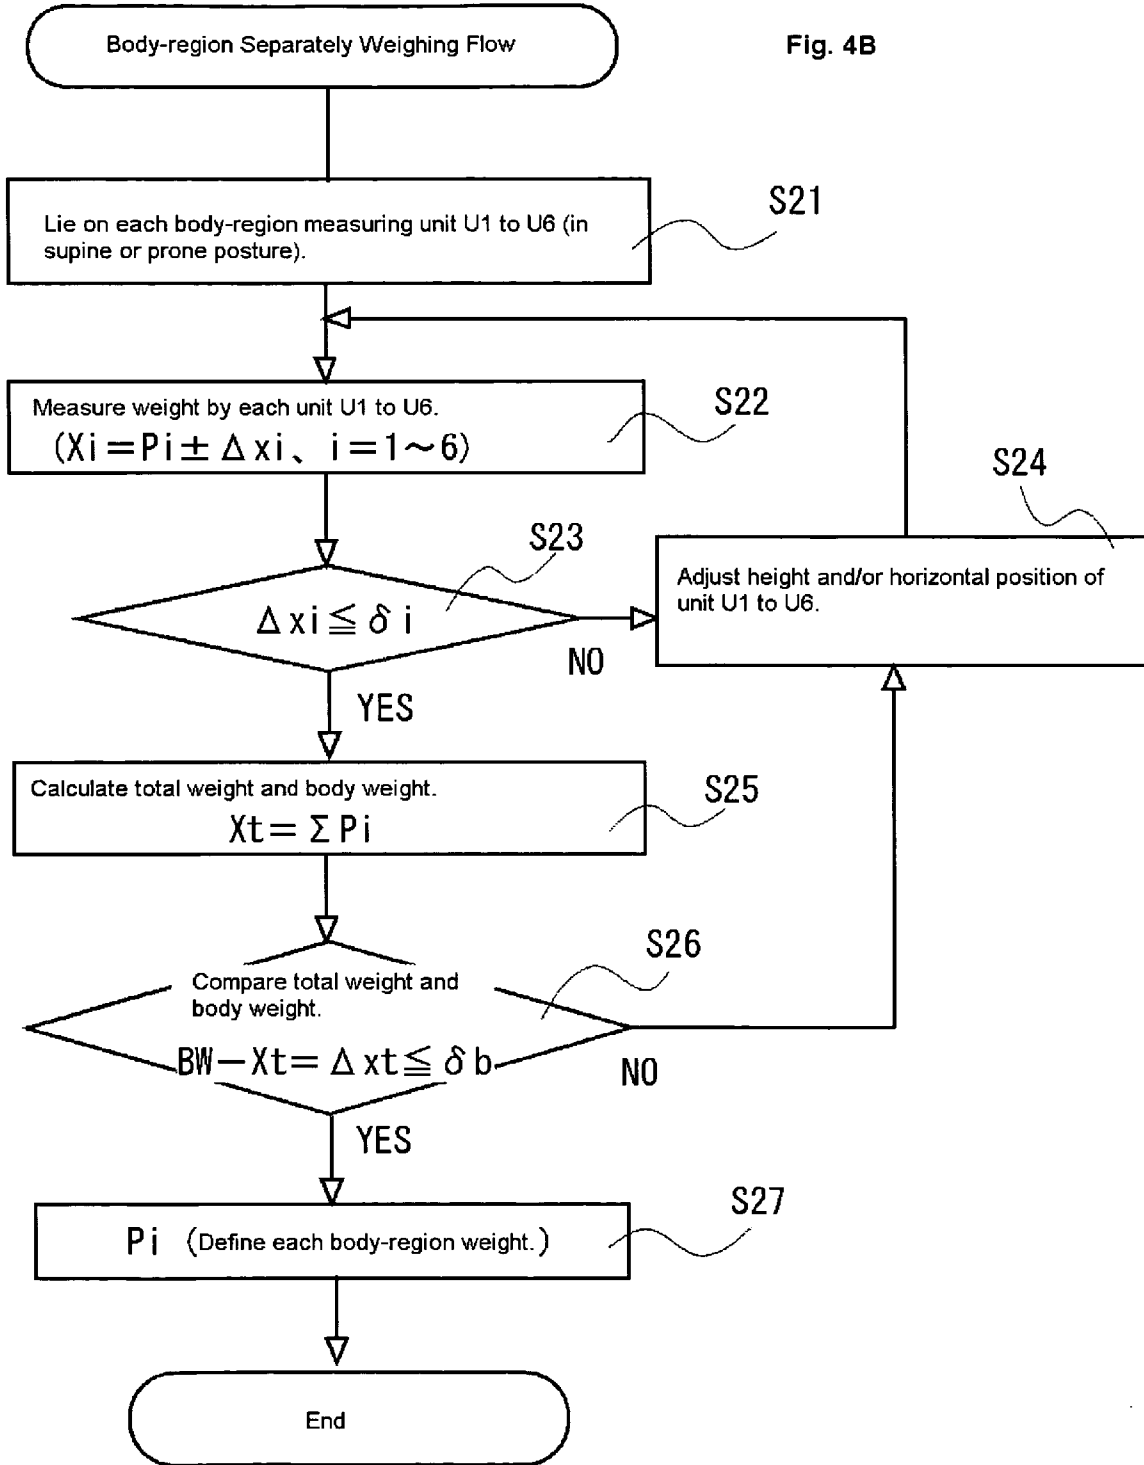 Body-region Separately Weighing Flow
Fig. 4B
S21
Lie on each body-region measuring unit U1 to U6 (in
supine or prone posture).
S22
Measure weight by each unit U1 to U6.
(Xi=Pi± Δxi、 i=1~6)
S23
Δxi≦δi
NO
YES
S24
Adjust height and/or horizontal position of
unit U1 to U6.
S25
Calculate total weight and body weight.
Xt=ΣPi
S26
Compare total weight and
body weight.
BW-Xt=Δxt≦δb
NO
YES
S27
Pi (Define each body-region weight.)
End